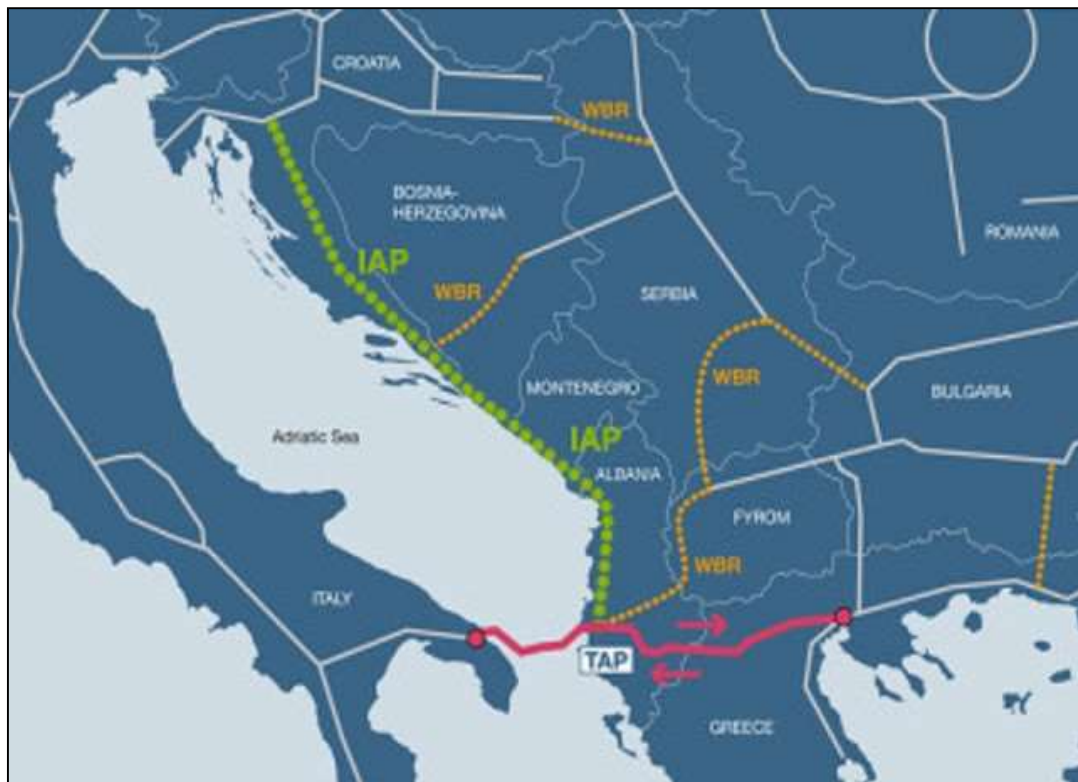 CROATIA
WBR
BOSNIA-
HERZEGOVINA
ROMANIA
IAP
WBR
SERBIA
WBR
MONTENEGRO
BULGARIA
Adriatic Sea
IAP
ALBANIA
FYROM
WBR
ITALY
TAP
GREECE